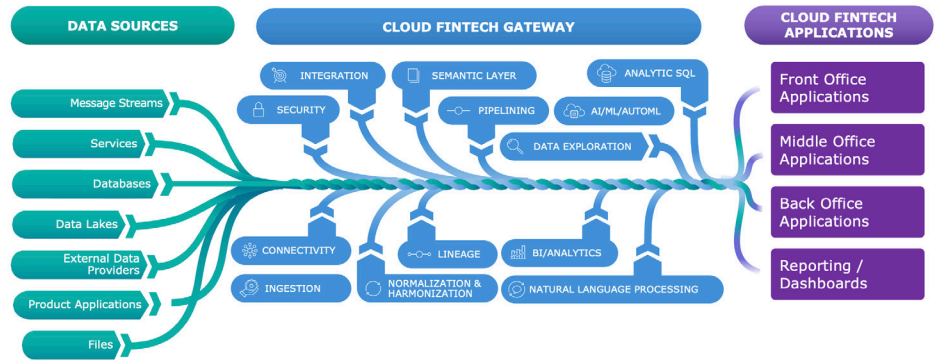 DATA SOURCES
CLOUD FINTECH GATEWAY
CLOUD FINTECH
APPLICATIONS
Message Streams
Services
Databases
Data Lakes
External Data
Providers
Product Applications
Files
INTEGRATION
SEMANTIC LAYER
ANALYTIC SQL
SECURITY
PIPELINING
AI/ML/AUTOML
DATA EXPLORATION
CONNECTIVITY
LINEAGE
BI/ANALYTICS
INGESTION
NORMALIZATION &
HARMONIZATION
NATURAL LANGUAGE PROCESSING
Front Office
Applications
Middle Office
Applications
Back Office
Applications
Reporting /
Dashboards